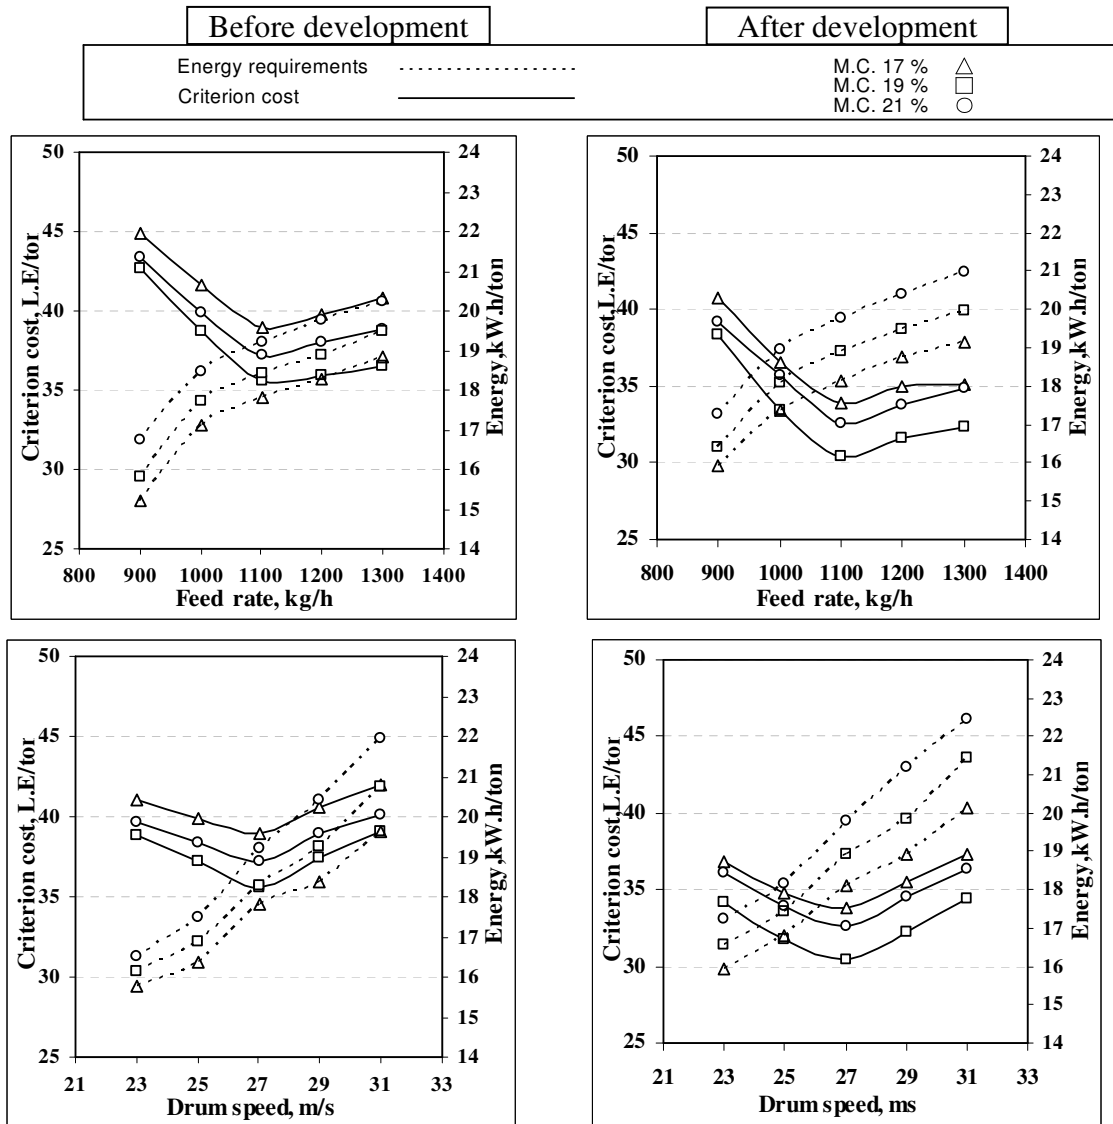 Before development
After development
Energy requirements
Criterion cost
M.C. 17 %
M.C. 19 %
M.C. 21 %
Criterion cost, L.E/tor
50
45
40
35
30
25
24
23
22
21
20
19
18
17
16
15
14
Energy,kW.h/ton
800 900 1000 1100 1200 1300 1400
Feed rate, kg/h
Criterion cost,L.E/tor
50
45
40
35
30
25
24
23
22
21
20
19
18
17
16
15
14
Energy,kW.h/ton
800 900 1000 1100 1200 1300 1400
Feed rate, kg/h
Criterion cost, L.E/tor
50
45
40
35
30
25
24
23
22
21
20
19
18
17
16
15
14
Energy,kW.h/ton
21 23 25 27 29 31 33
Drum speed, m/s
Criterion cost,L.E/tor
50
45
40
35
30
25
24
23
22
21
20
19
18
17
16
15
14
Energy,kW.h/ton
21 23 25 27 29 31 33
Drum speed, ms